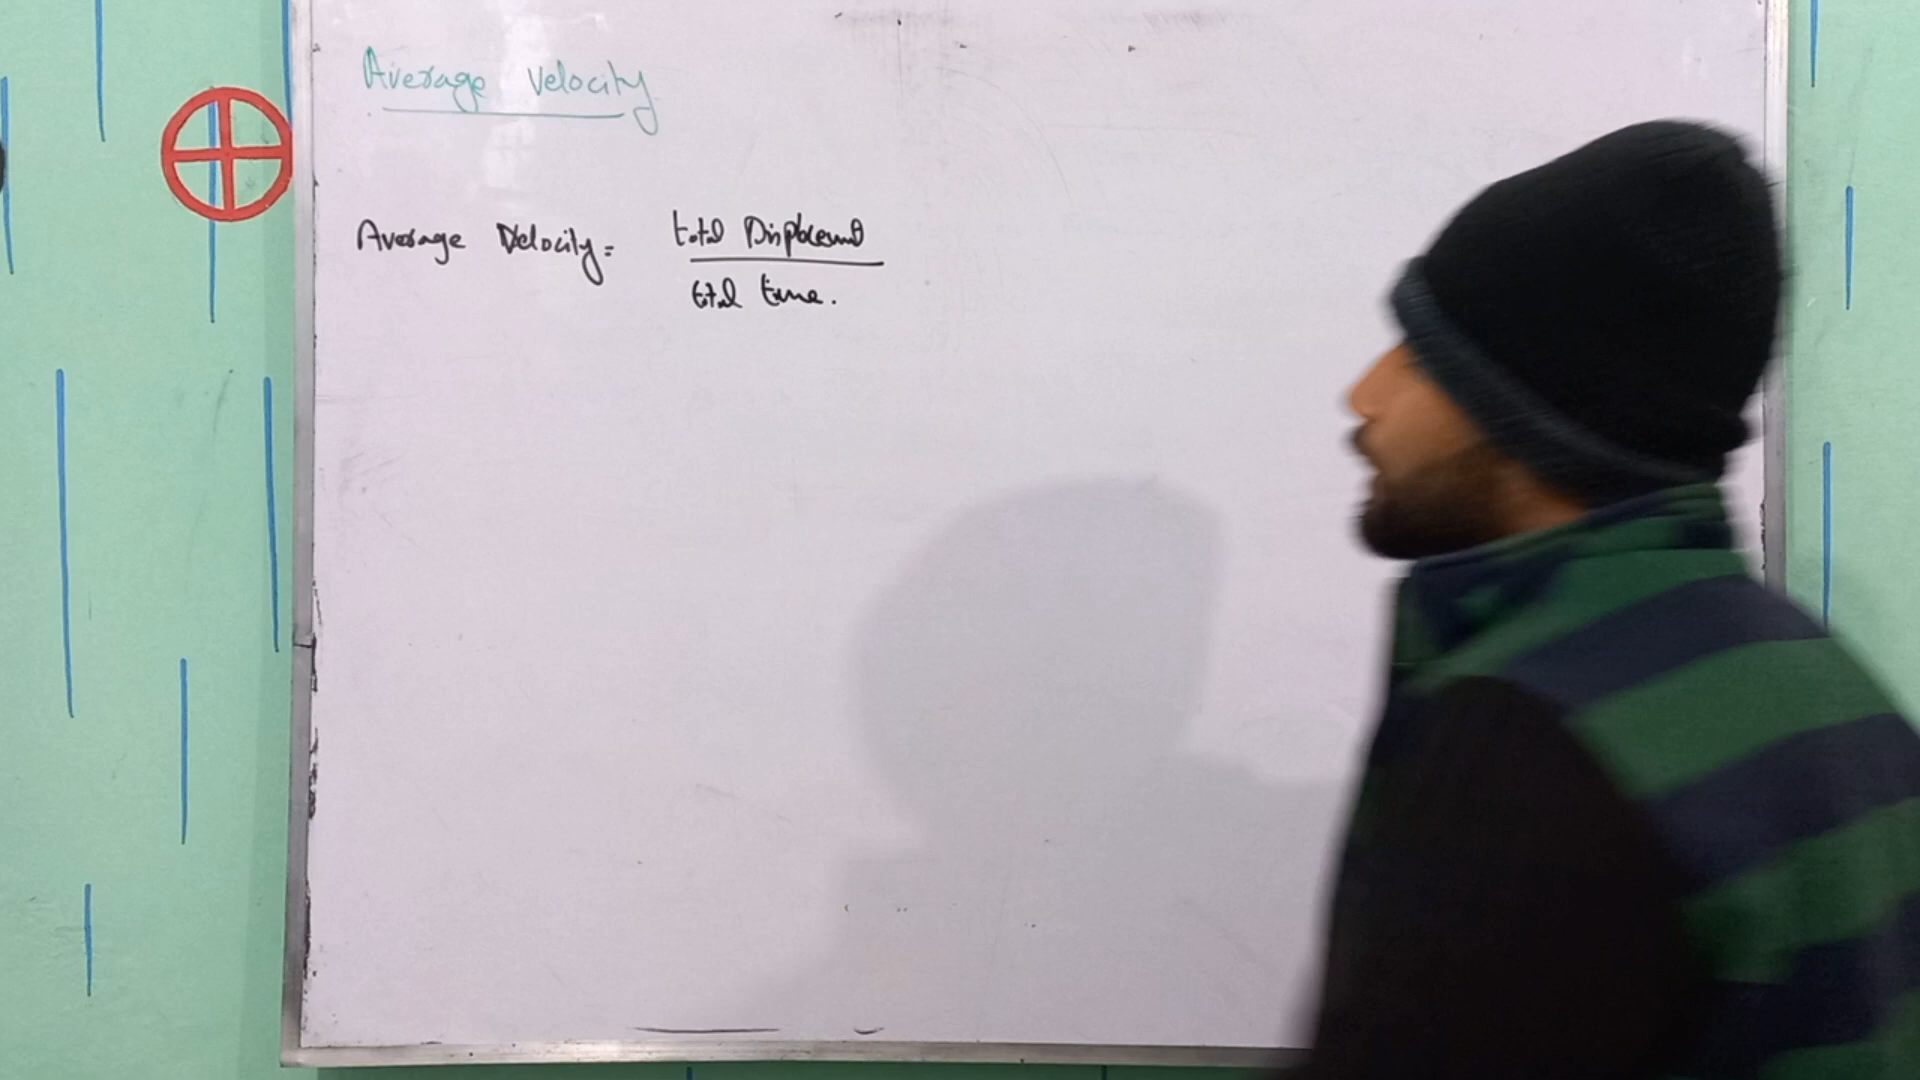 Average Velocity
Average Velocity = total Displacement
total time.